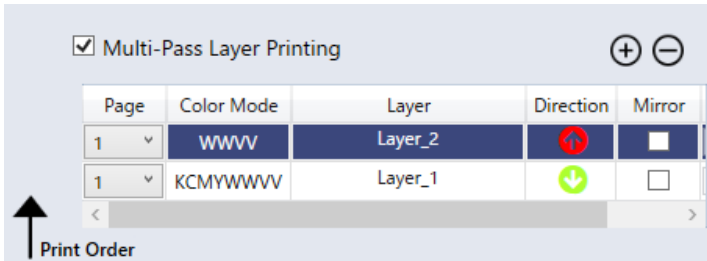 Multi-Pass Layer Printing
Page Color Mode Layer Direction Mirror
1 WWVV Layer_2
1 KCMYWWVV Layer_1
Print Order